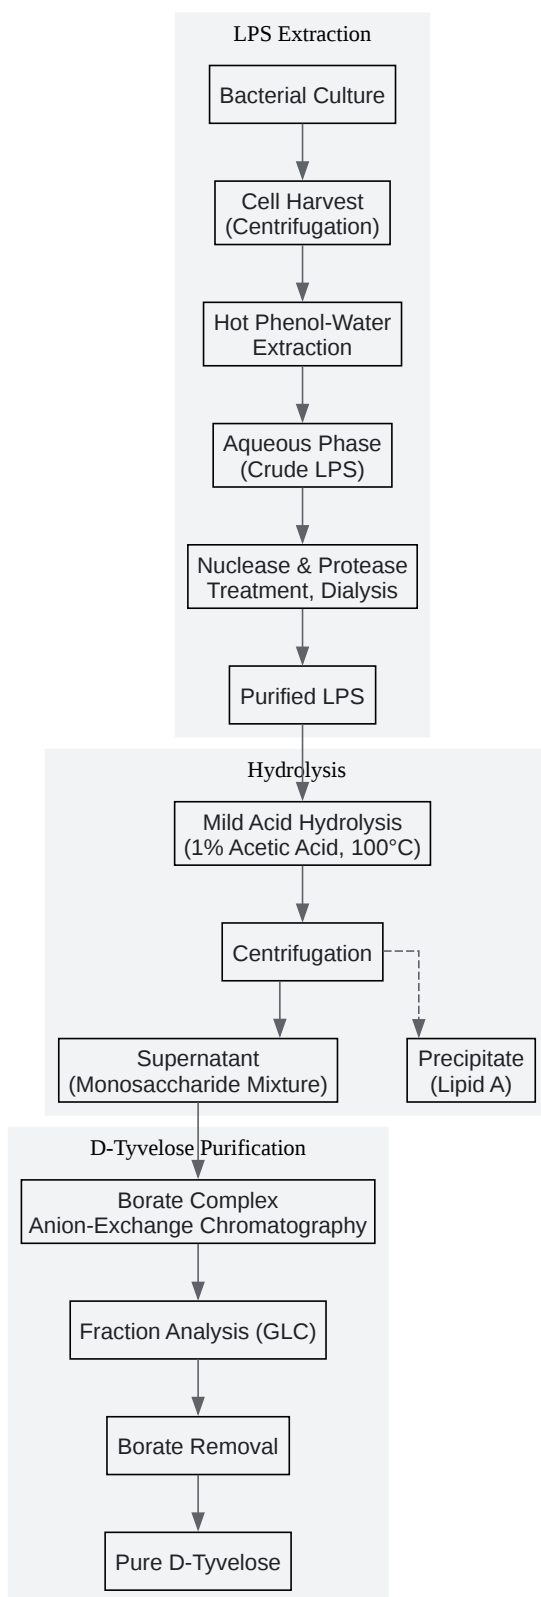 LPS Extraction
Bacterial Culture
Cell Harvest
(Centrifugation)
Hot Phenol-Water
Extraction
Aqueous Phase
(Crude LPS)
Nuclease & Protease
Treatment, Dialysis
Purified LPS
Hydrolysis
Mild Acid Hydrolysis
(1% Acetic Acid, 100°C)
Centrifugation
Supernatant
(Monosaccharide Mixture)
Precipitate
(Lipid A)
D-Tyvelose Purification
Borate Complex
Anion-Exchange Chromatography
Fraction Analysis (GLC)
Borate Removal
Pure D-Tyvelose